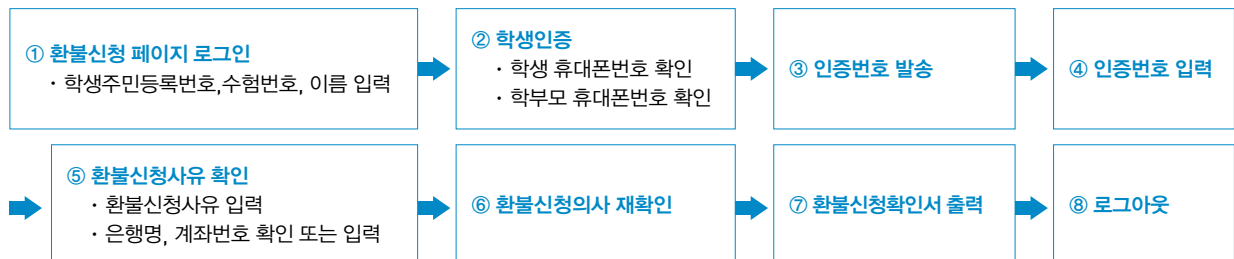 ① 환불신청 페이지 로그인
· 학생주민등록번호,수험번호, 이름 입력
② 학생인증
· 학생 휴대폰번호 확인
· 학부모 휴대폰번호 확인
③ 인증번호 발송
④ 인증번호 입력
⑤ 환불신청사유 확인
· 환불신청사유 입력
· 은행명, 계좌번호 확인 또는 입력
⑥ 환불신청의사 재확인
⑦ 환불신청확인서 출력
⑧ 로그아웃